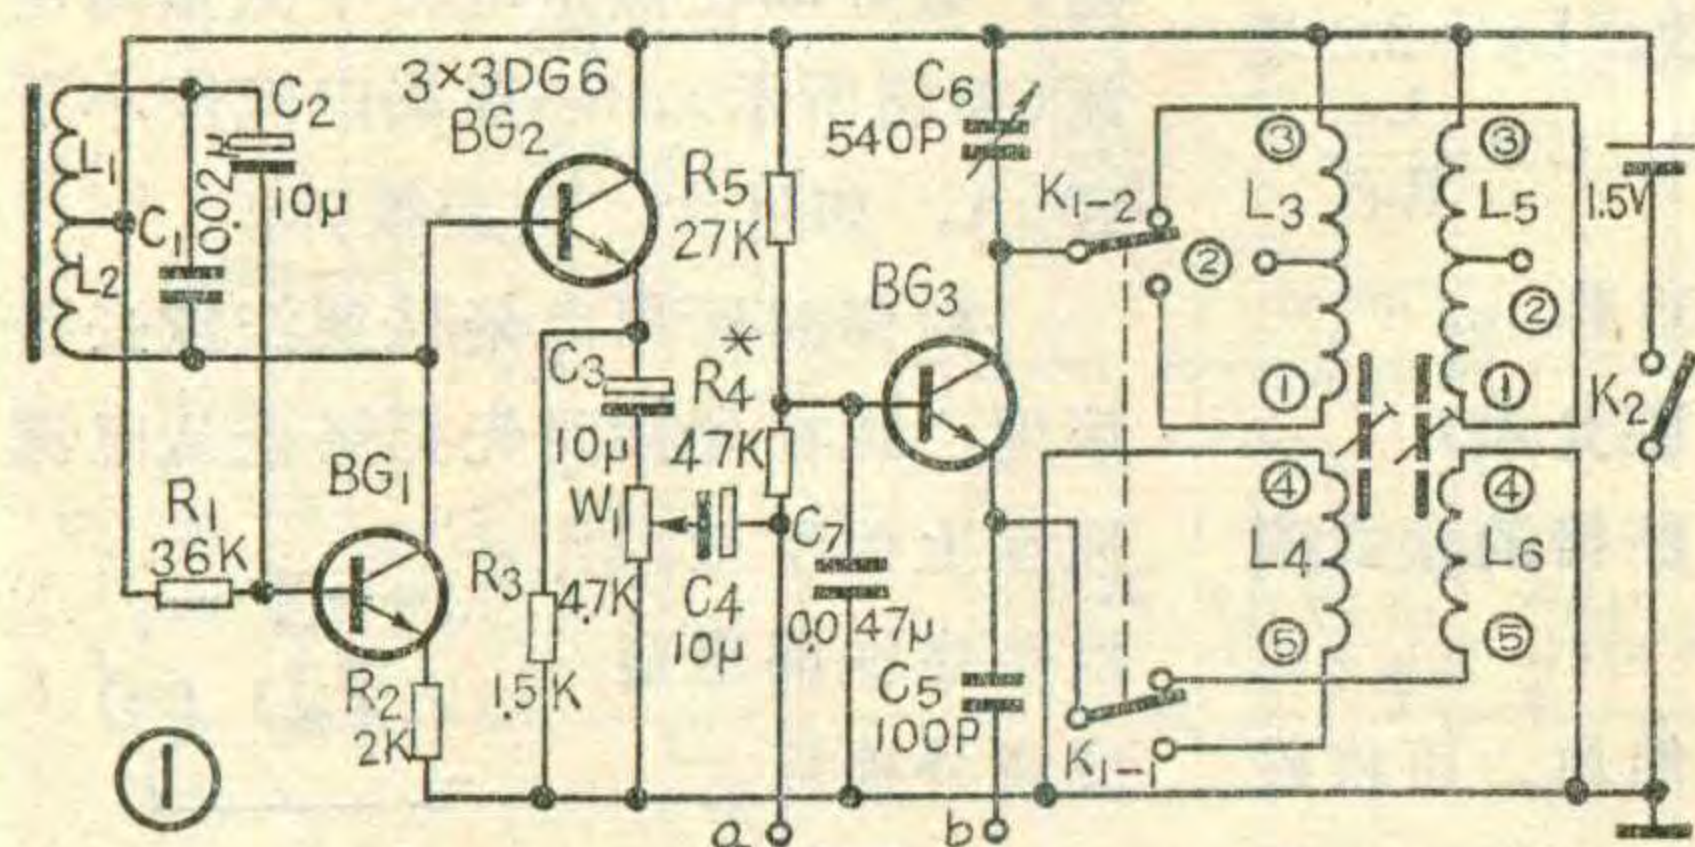 3×3DG6
BG2
C2
10μ
L1
C1
0.02
L2
R5
27K
C6
540P
K1-2
③
L3
②
①
③
L5
②
①
1.5V
K2
BG3
C3
10μ
*
R4
47K
R1
36K
BG1
W1
4.7K
C4
10μ
R3
1.5K
C7
0.047μ
R2
2K
C5
100P
④
L4
⑤
④
L6
⑤
K1-1
①
a
b